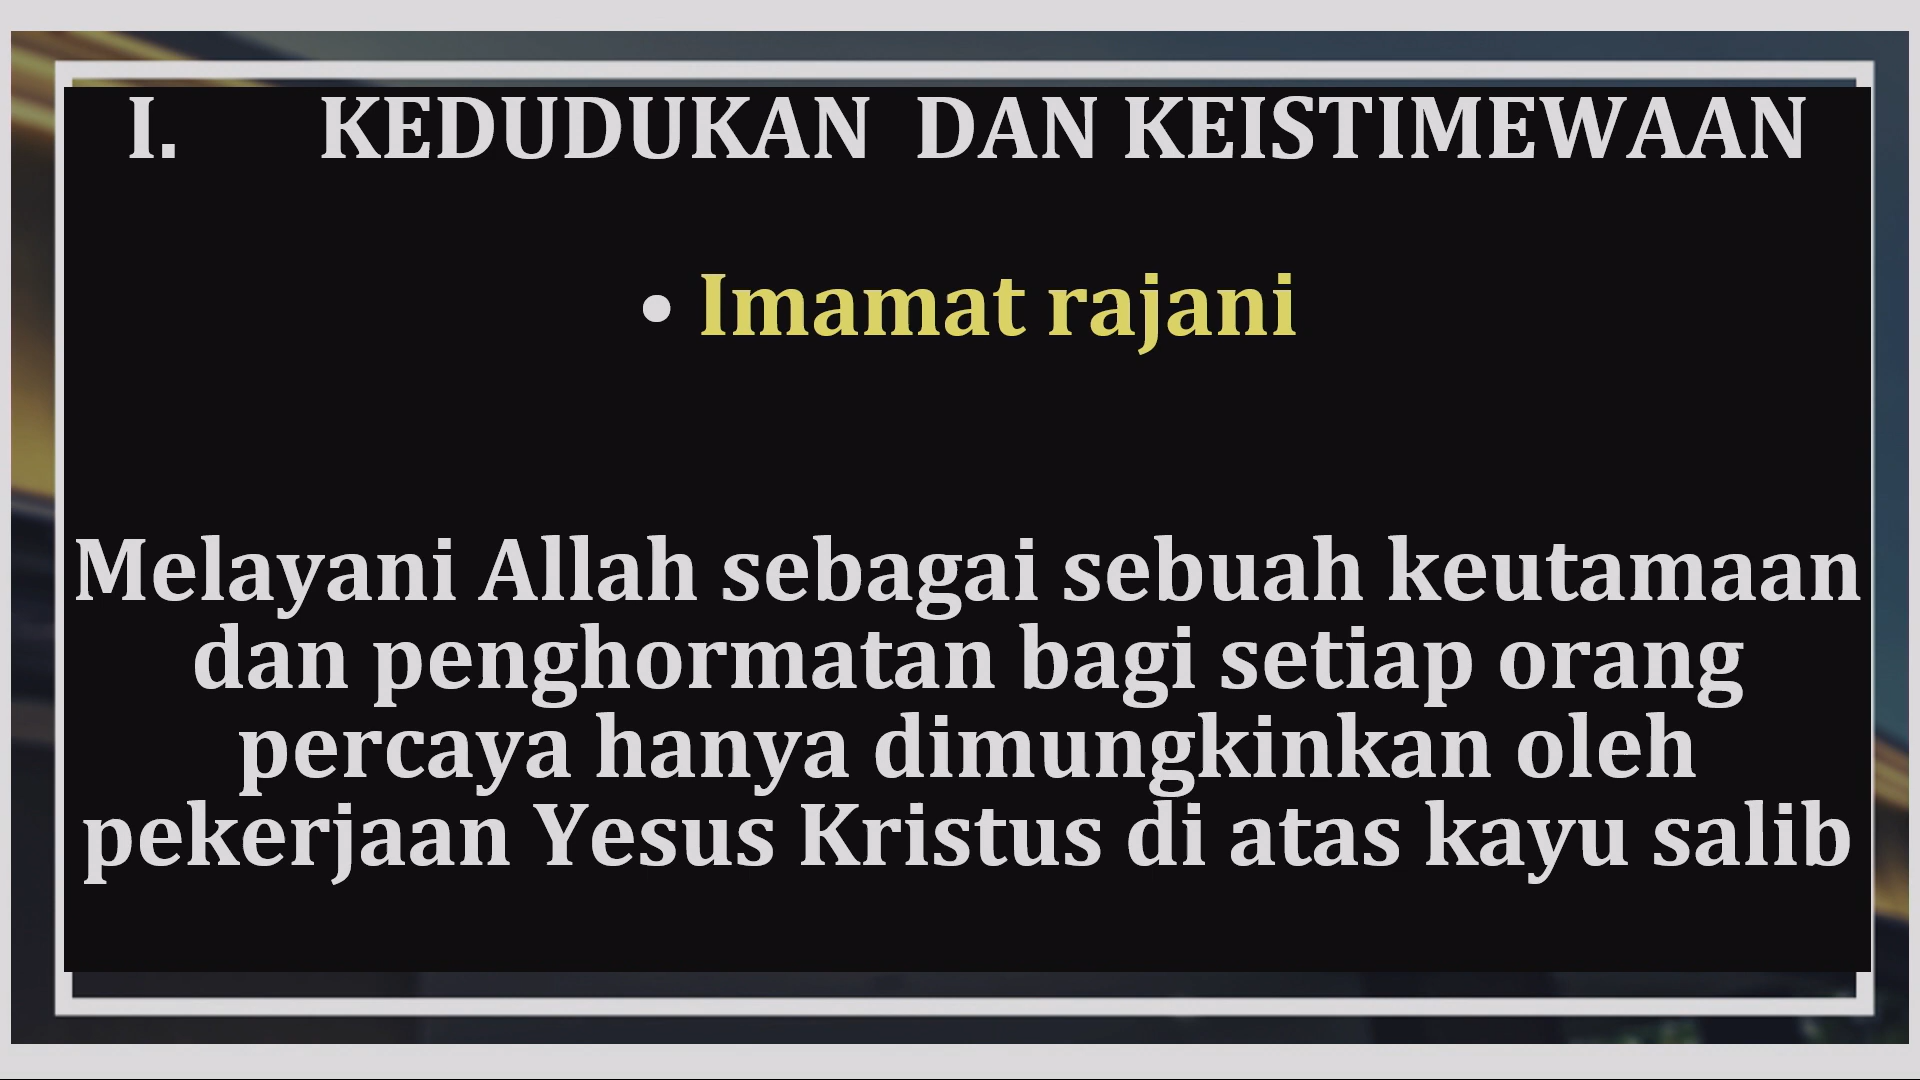 I. KEDUDUKAN DAN KEISTIMEWAAN
• Imamat rajani
Melayani Allah sebagai sebuah keutamaan
dan penghormatan bagi setiap orang
percaya hanya dimungkinkan oleh
pekerjaan Yesus Kristus di atas kayu salib